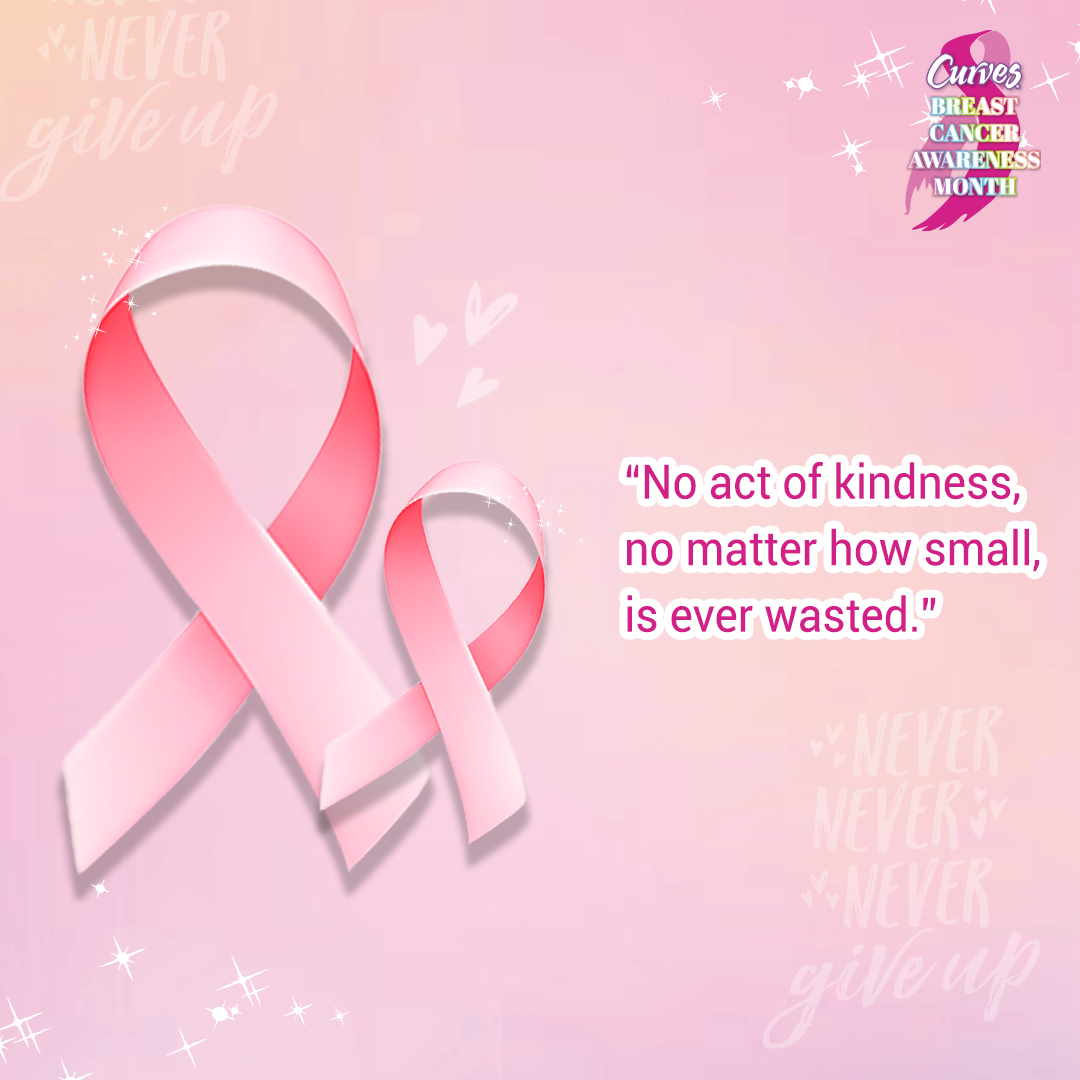 NEVER
give up
Curves
BREAST
CANCER
AWARENESS
MONTH
“No act of kindness,
no matter how small,
is ever wasted.”
NEVER
NEVER
NEVER
give up